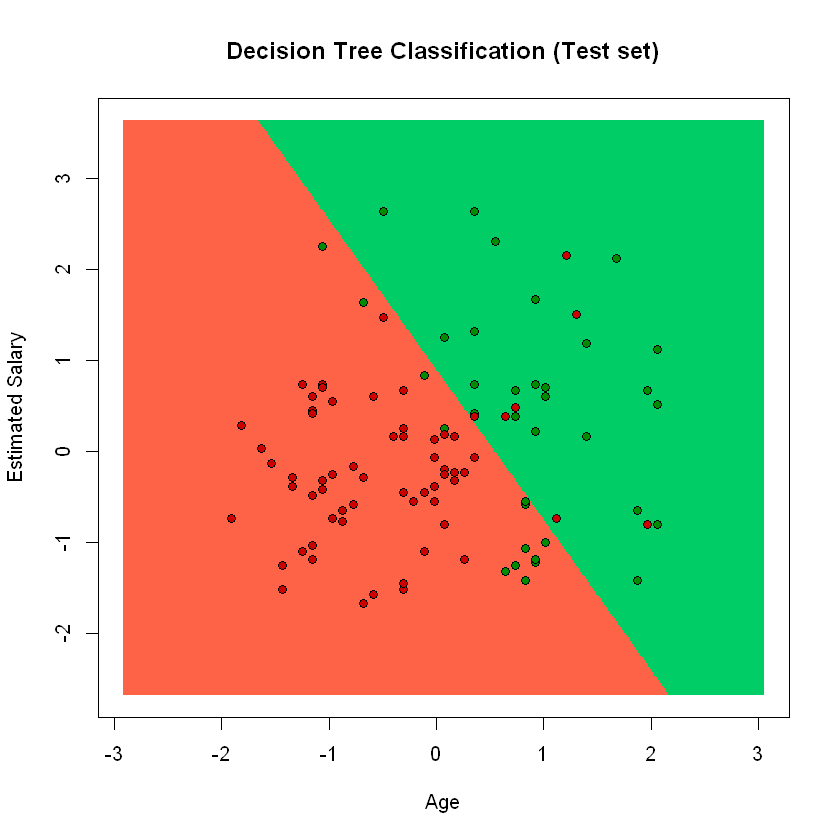 Decision Tree Classification (Test set)
3
2
1
0
-1
-2
Estimated Salary
-3 -2 -1 0 1 2 3
Age